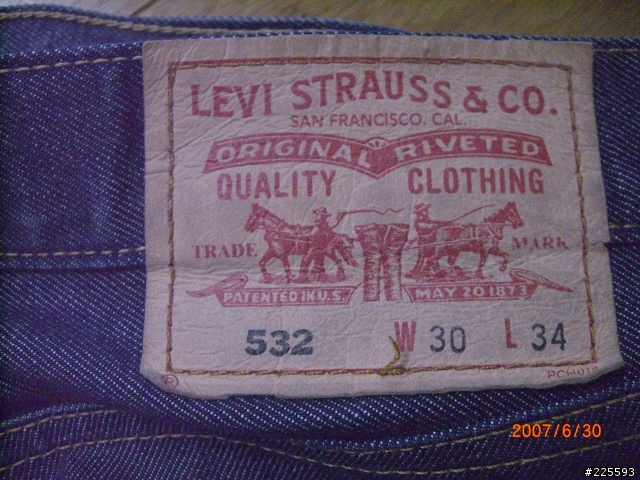 LEVI STRAUSS & CO.
SAN FRANCISCO, CAL.
ORIGINAL RIVETED
QUALITY CLOTHING
TRADE MARK
PATENTED IN U.S. MAY 20 1873
532 W 30 L 34
®
2007/6/30
#225593